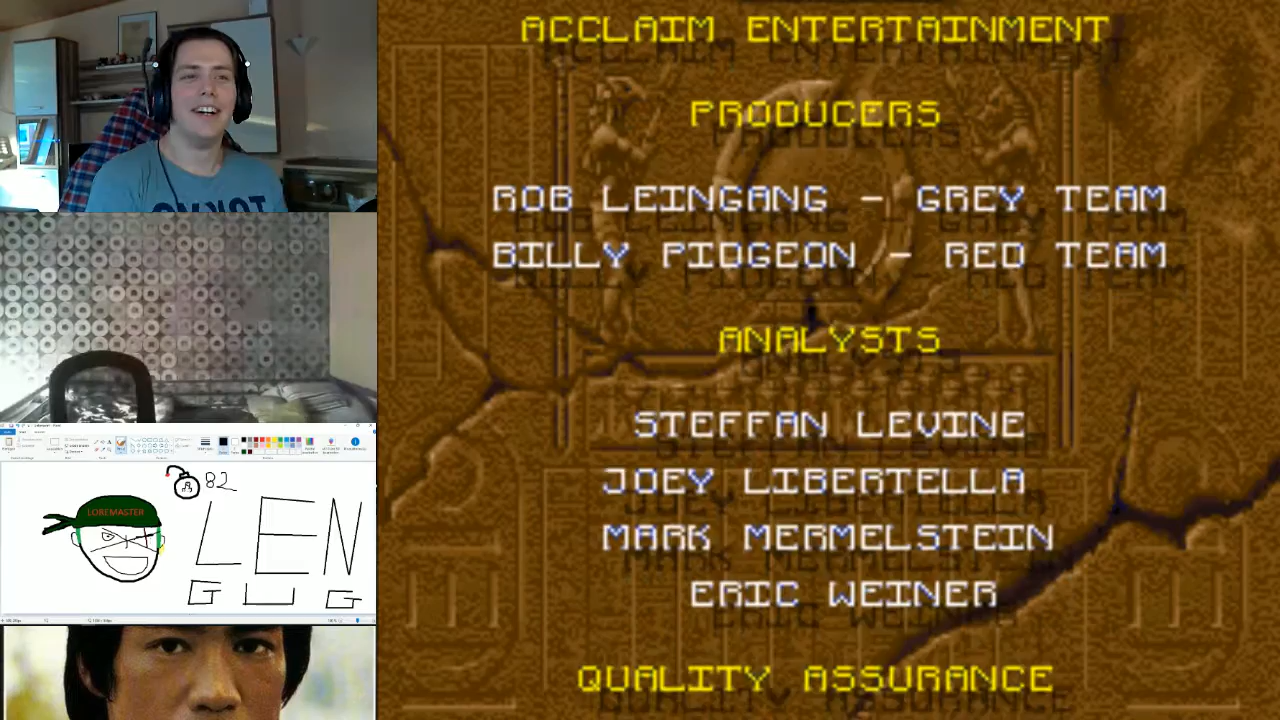 ACCLAIM ENTERTAINMENT
PRODUCERS
ROB LEINGANG - GREY TEAM
BILLY PIDGEON - RED TEAM
ANALYSTS
STEFFAN LEVINE
JOEY LIBERTELLA
MARK MERMELSTEIN
ERIC WEINER
QUALITY ASSURANCE
82
LOREMASTER
LEN
GUG